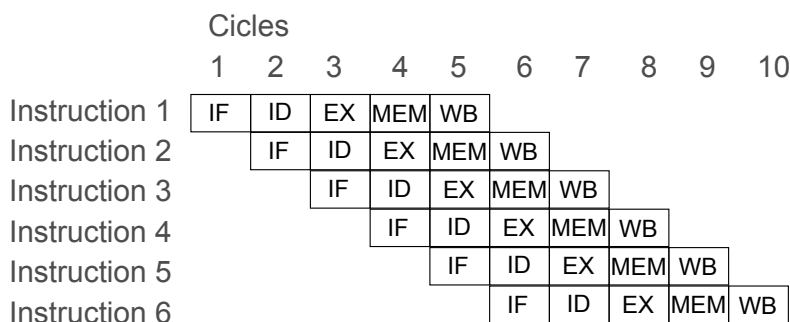 Cicles
1 2 3 4 5 6 7 8 9 10
Instruction 1 IF ID EX MEM WB
Instruction 2 IF ID EX MEM WB
Instruction 3 IF ID EX MEM WB
Instruction 4 IF ID EX MEM WB
Instruction 5 IF ID EX MEM WB
Instruction 6 IF ID EX MEM WB